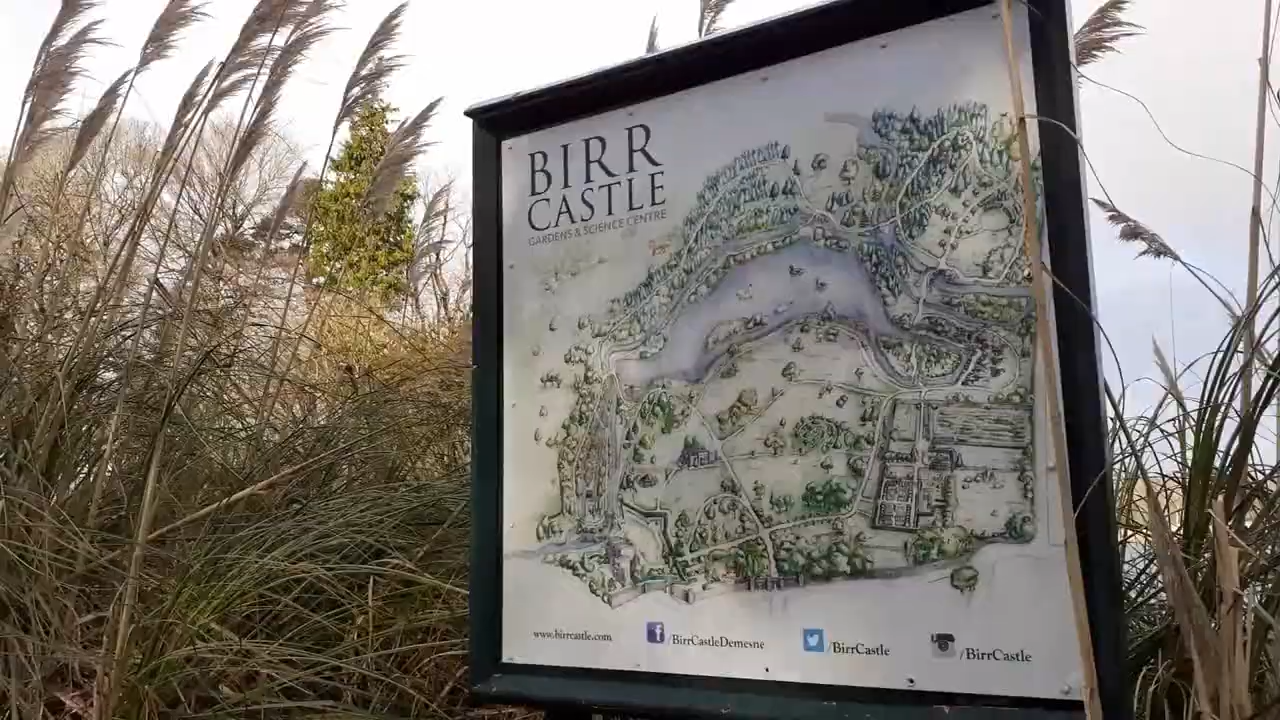 BIRR
CASTLE
GARDENS & SCIENCE CENTRE
www.birrcastle.com
/BirrCastleDemesne
/BirrCastle
/BirrCastle